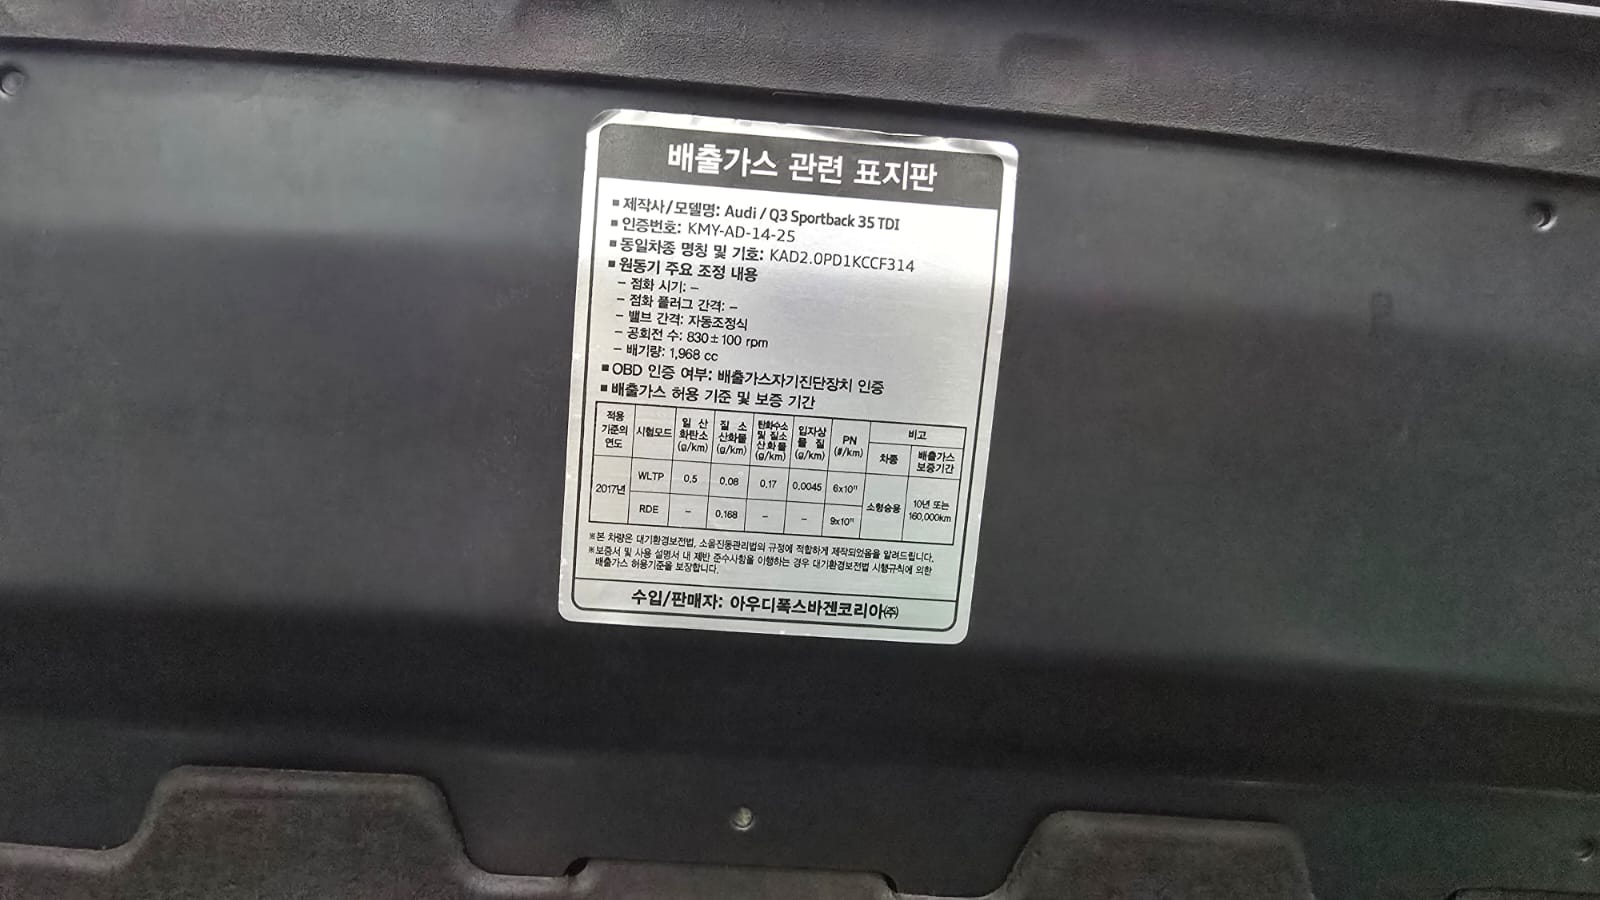 배출가스 관련 표지판
■ 제작사/모델명: Audi / Q3 Sportback 35 TDI
■ 인증번호: KMY-AD-14-25
■ 동일차종 명칭 및 기호: KAD2.0PD1KCCF314
■ 원동기 주요 조정 내용
– 점화 시기: –
– 점화 플러그 간격: –
– 밸브 간격: 자동조정식
– 공회전 수: 830±100 rpm
– 배기량: 1,968 cc
■ OBD 인증 여부: 배출가스자기진단장치 인증
■ 배출가스 허용 기준 및 보증 기간
적용 기준의 연도 시험모드 일산화탄소 (g/km) 질소산화물 (g/km) 탄화수소 및 질소산화물 (g/km) 입자상물질 (g/km) PN (#/km) 비고
차종 배출가스 보증기간
2017년 WLTP 0.5 0.08 0.17 0.0045 6x10¹¹ 소형승용 10년 또는 160,000km
RDE – 0.168 – – 9x10¹¹
※본 차량은 대기환경보전법, 소음진동관리법의 규정에 적합하게 제작되었음을 알려드립니다.
※보증서 및 사용 설명서 내 제반 준수사항을 이행하는 경우 대기환경보전법 시행규칙에 의한
배출가스 허용기준을 보장합니다.
수입/판매자: 아우디폭스바겐코리아㈜